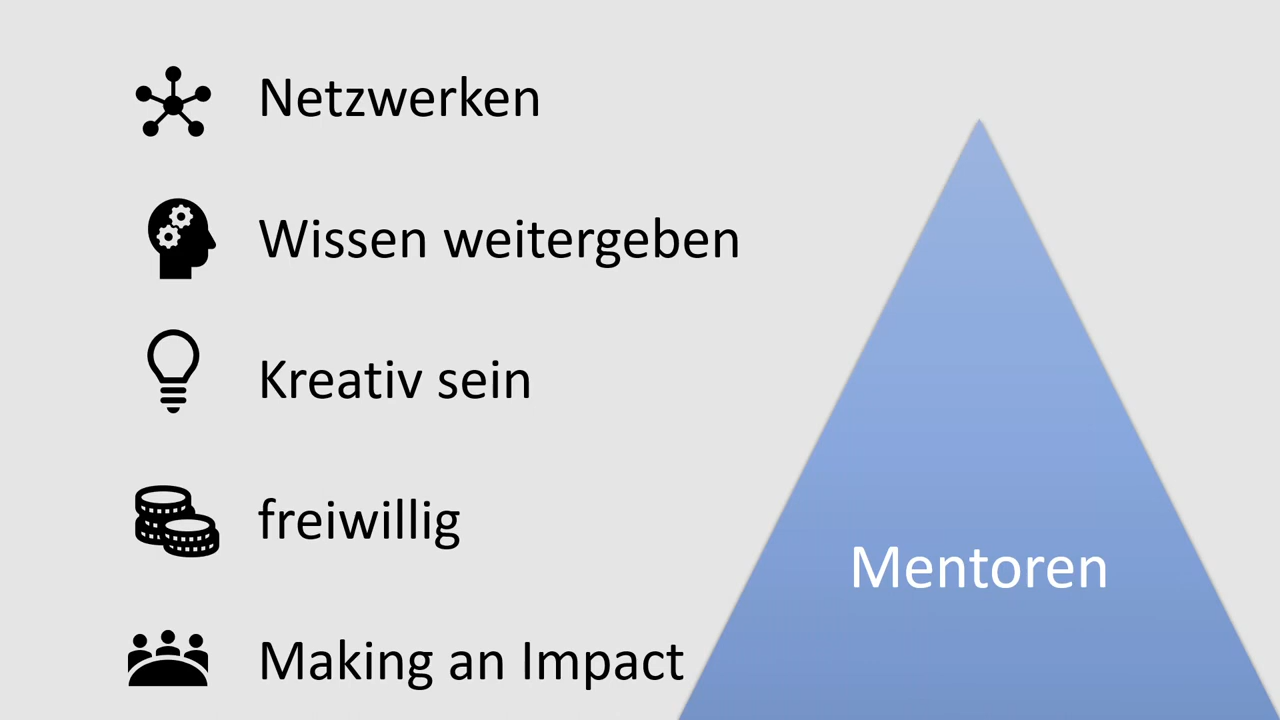 Netzwerken
Wissen weitergeben
Kreativ sein
freiwillig
Mentoren
Making an Impact